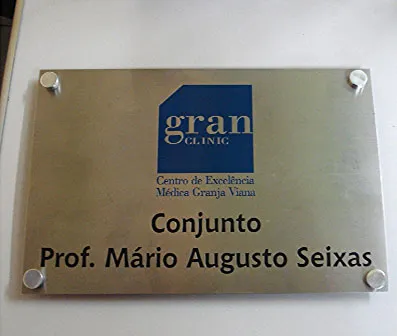 gran
CLINIC
Centro de Excelência
Médica Granja Viana
Conjunto
Prof. Mário Augusto Seixas